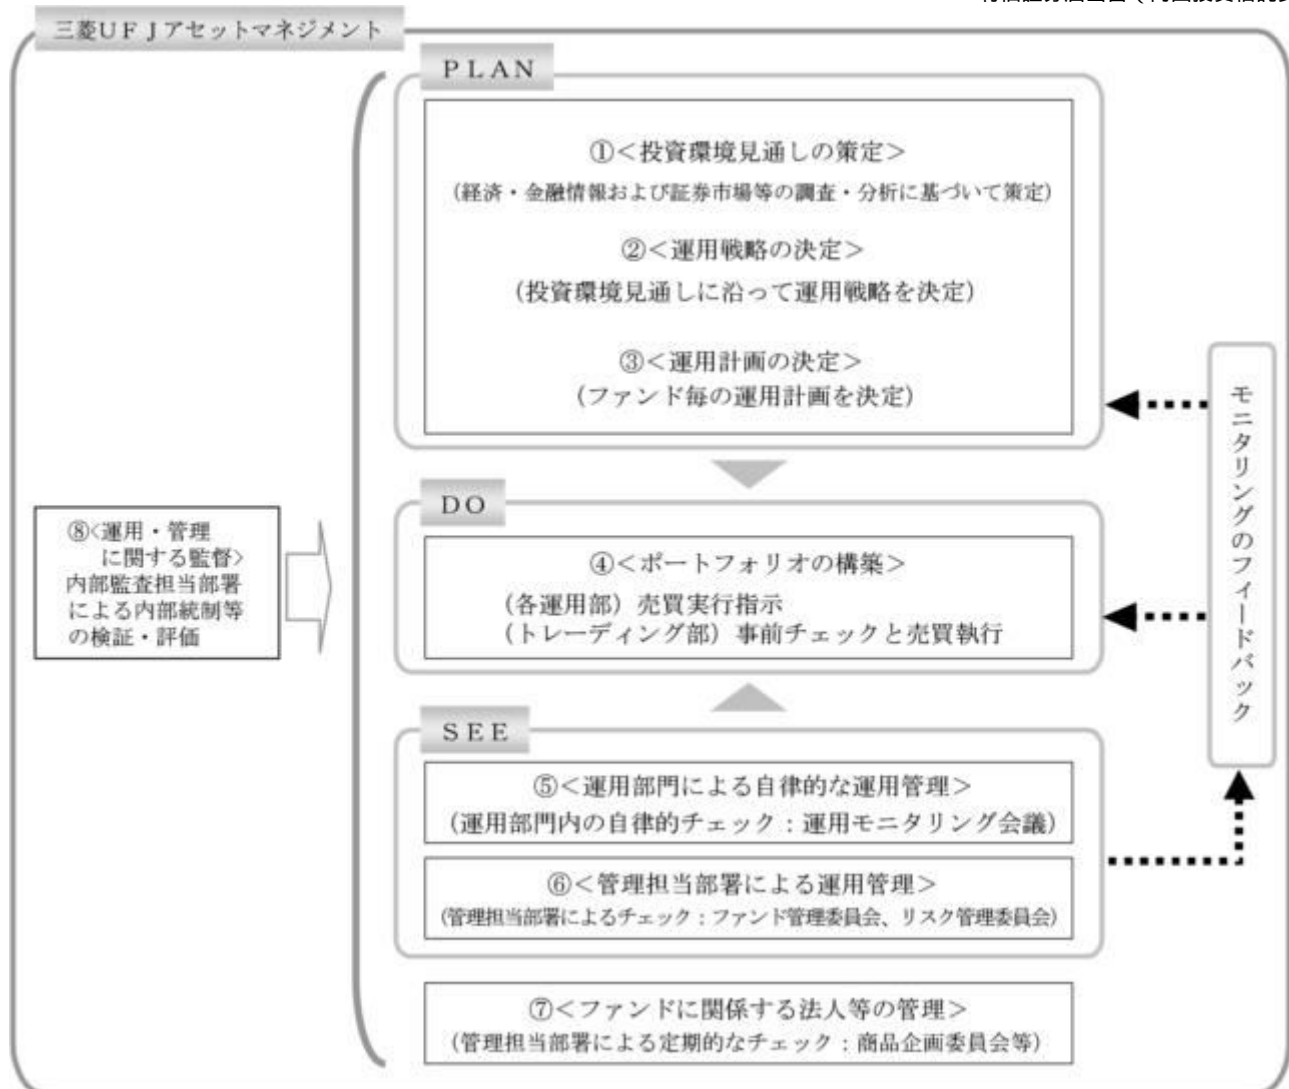 三菱ＵＦＪアセットマネジメント
ＰＬＡＮ
①＜投資環境見通しの策定＞
（経済・金融情報および証券市場等の調査・分析に基づいて策定）
②＜運用戦略の決定＞
（投資環境見通しに沿って運用戦略を決定）
③＜運用計画の決定＞
（ファンド毎の運用計画を決定）
ＤＯ
④＜ポートフォリオの構築＞
（各運用部）売買実行指示
（トレーディング部）事前チェックと売買執行
ＳＥＥ
⑤＜運用部門による自律的な運用管理＞
（運用部門内の自律的チェック：運用モニタリング会議）
⑥＜管理担当部署による運用管理＞
（管理担当部署によるチェック：ファンド管理委員会、リスク管理委員会）
⑦＜ファンドに関係する法人等の管理＞
（管理担当部署による定期的なチェック：商品企画委員会等）
⑧＜運用・管理
に関する監督＞
内部監査担当部署
による内部統制等
の検証・評価
モニタリングのフィードバック